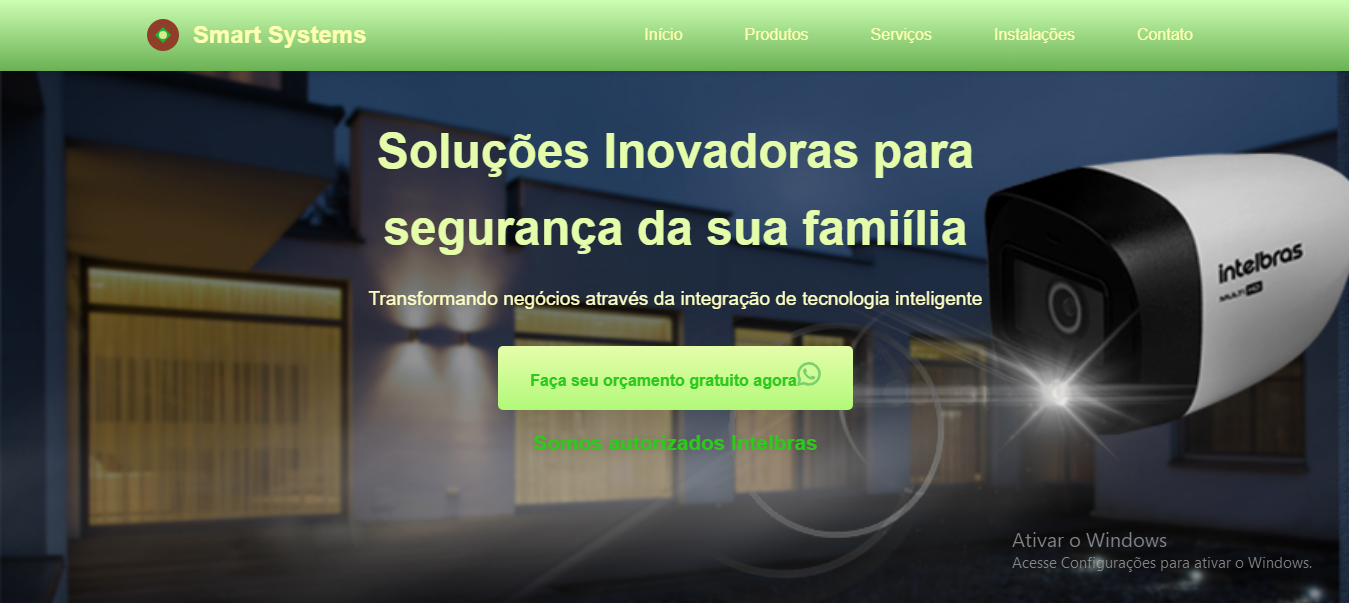 Smart Systems
Início
Produtos
Serviços
Instalações
Contato
Soluções Inovadoras para
segurança da sua famiília
Transformando negócios através da integração de tecnologia inteligente
intelbras
MULTI HD
Faça seu orçamento gratuito agora
Somos autorizados Intelbras
Ativar o Windows
Acesse Configurações para ativar o Windows.